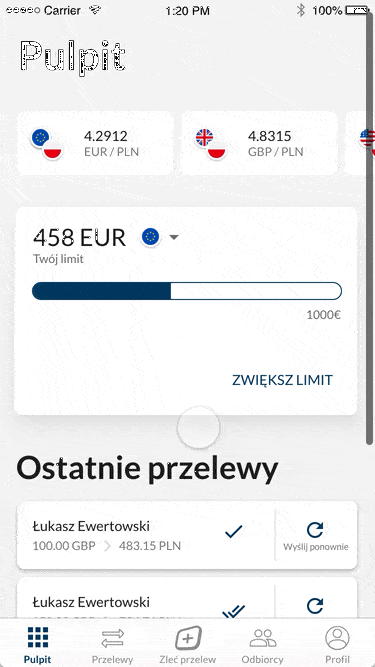 Carrier 1:20 PM 100%
Pulpit
4.2912 4.8315
EUR / PLN GBP / PLN
458 EUR
Twój limit
1000€
ZWIĘKSZ LIMIT
Ostatnie przelewy
Łukasz Ewertowski
100.00 GBP 483.15 PLN Wyślij ponownie
Łukasz Ewertowski
Pulpit Przelewy Zleć przelew Odbiorcy Profil